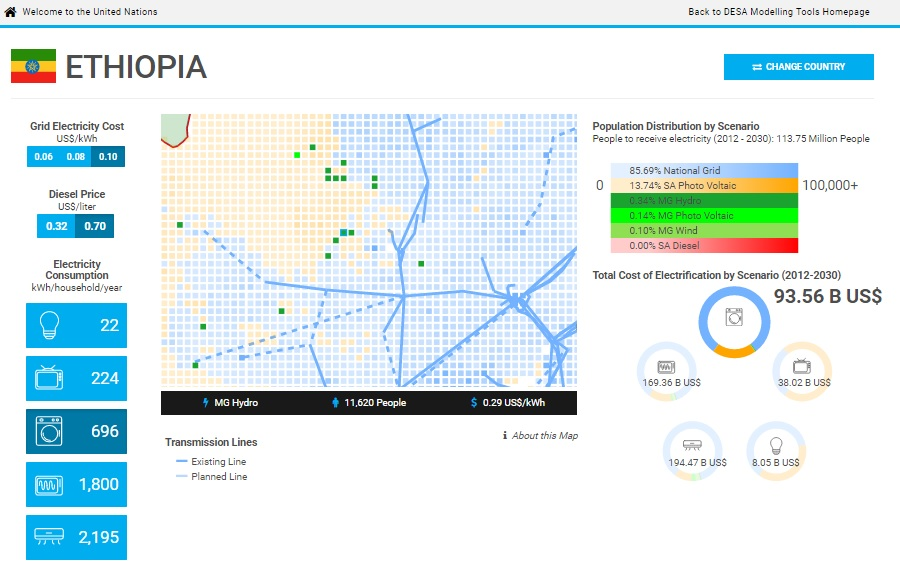 Welcome to the United Nations
Back to DESA Modelling Tools Homepage
ETHIOPIA
CHANGE COUNTRY
Grid Electricity Cost
US$/kWh
0.06 0.08 0.10
Diesel Price
US$/liter
0.32 0.70
Electricity
Consumption
kWh/household/year
22
224
696
1,800
2,195
MG Hydro 11,620 People $ 0.29 US$/kWh
Transmission Lines
Existing Line
Planned Line
i About this Map
Population Distribution by Scenario
People to receive electricity (2012 - 2030): 113.75 Million People
85.69% National Grid
0 13.74% SA Photo Voltaic 100,000+
0.34% MG Hydro
0.14% MG Photo Voltaic
0.10% MG Wind
0.00% SA Diesel
Total Cost of Electrification by Scenario (2012-2030)
93.56 B US$
169.36 B US$
38.02 B US$
194.47 B US$
8.05 B US$